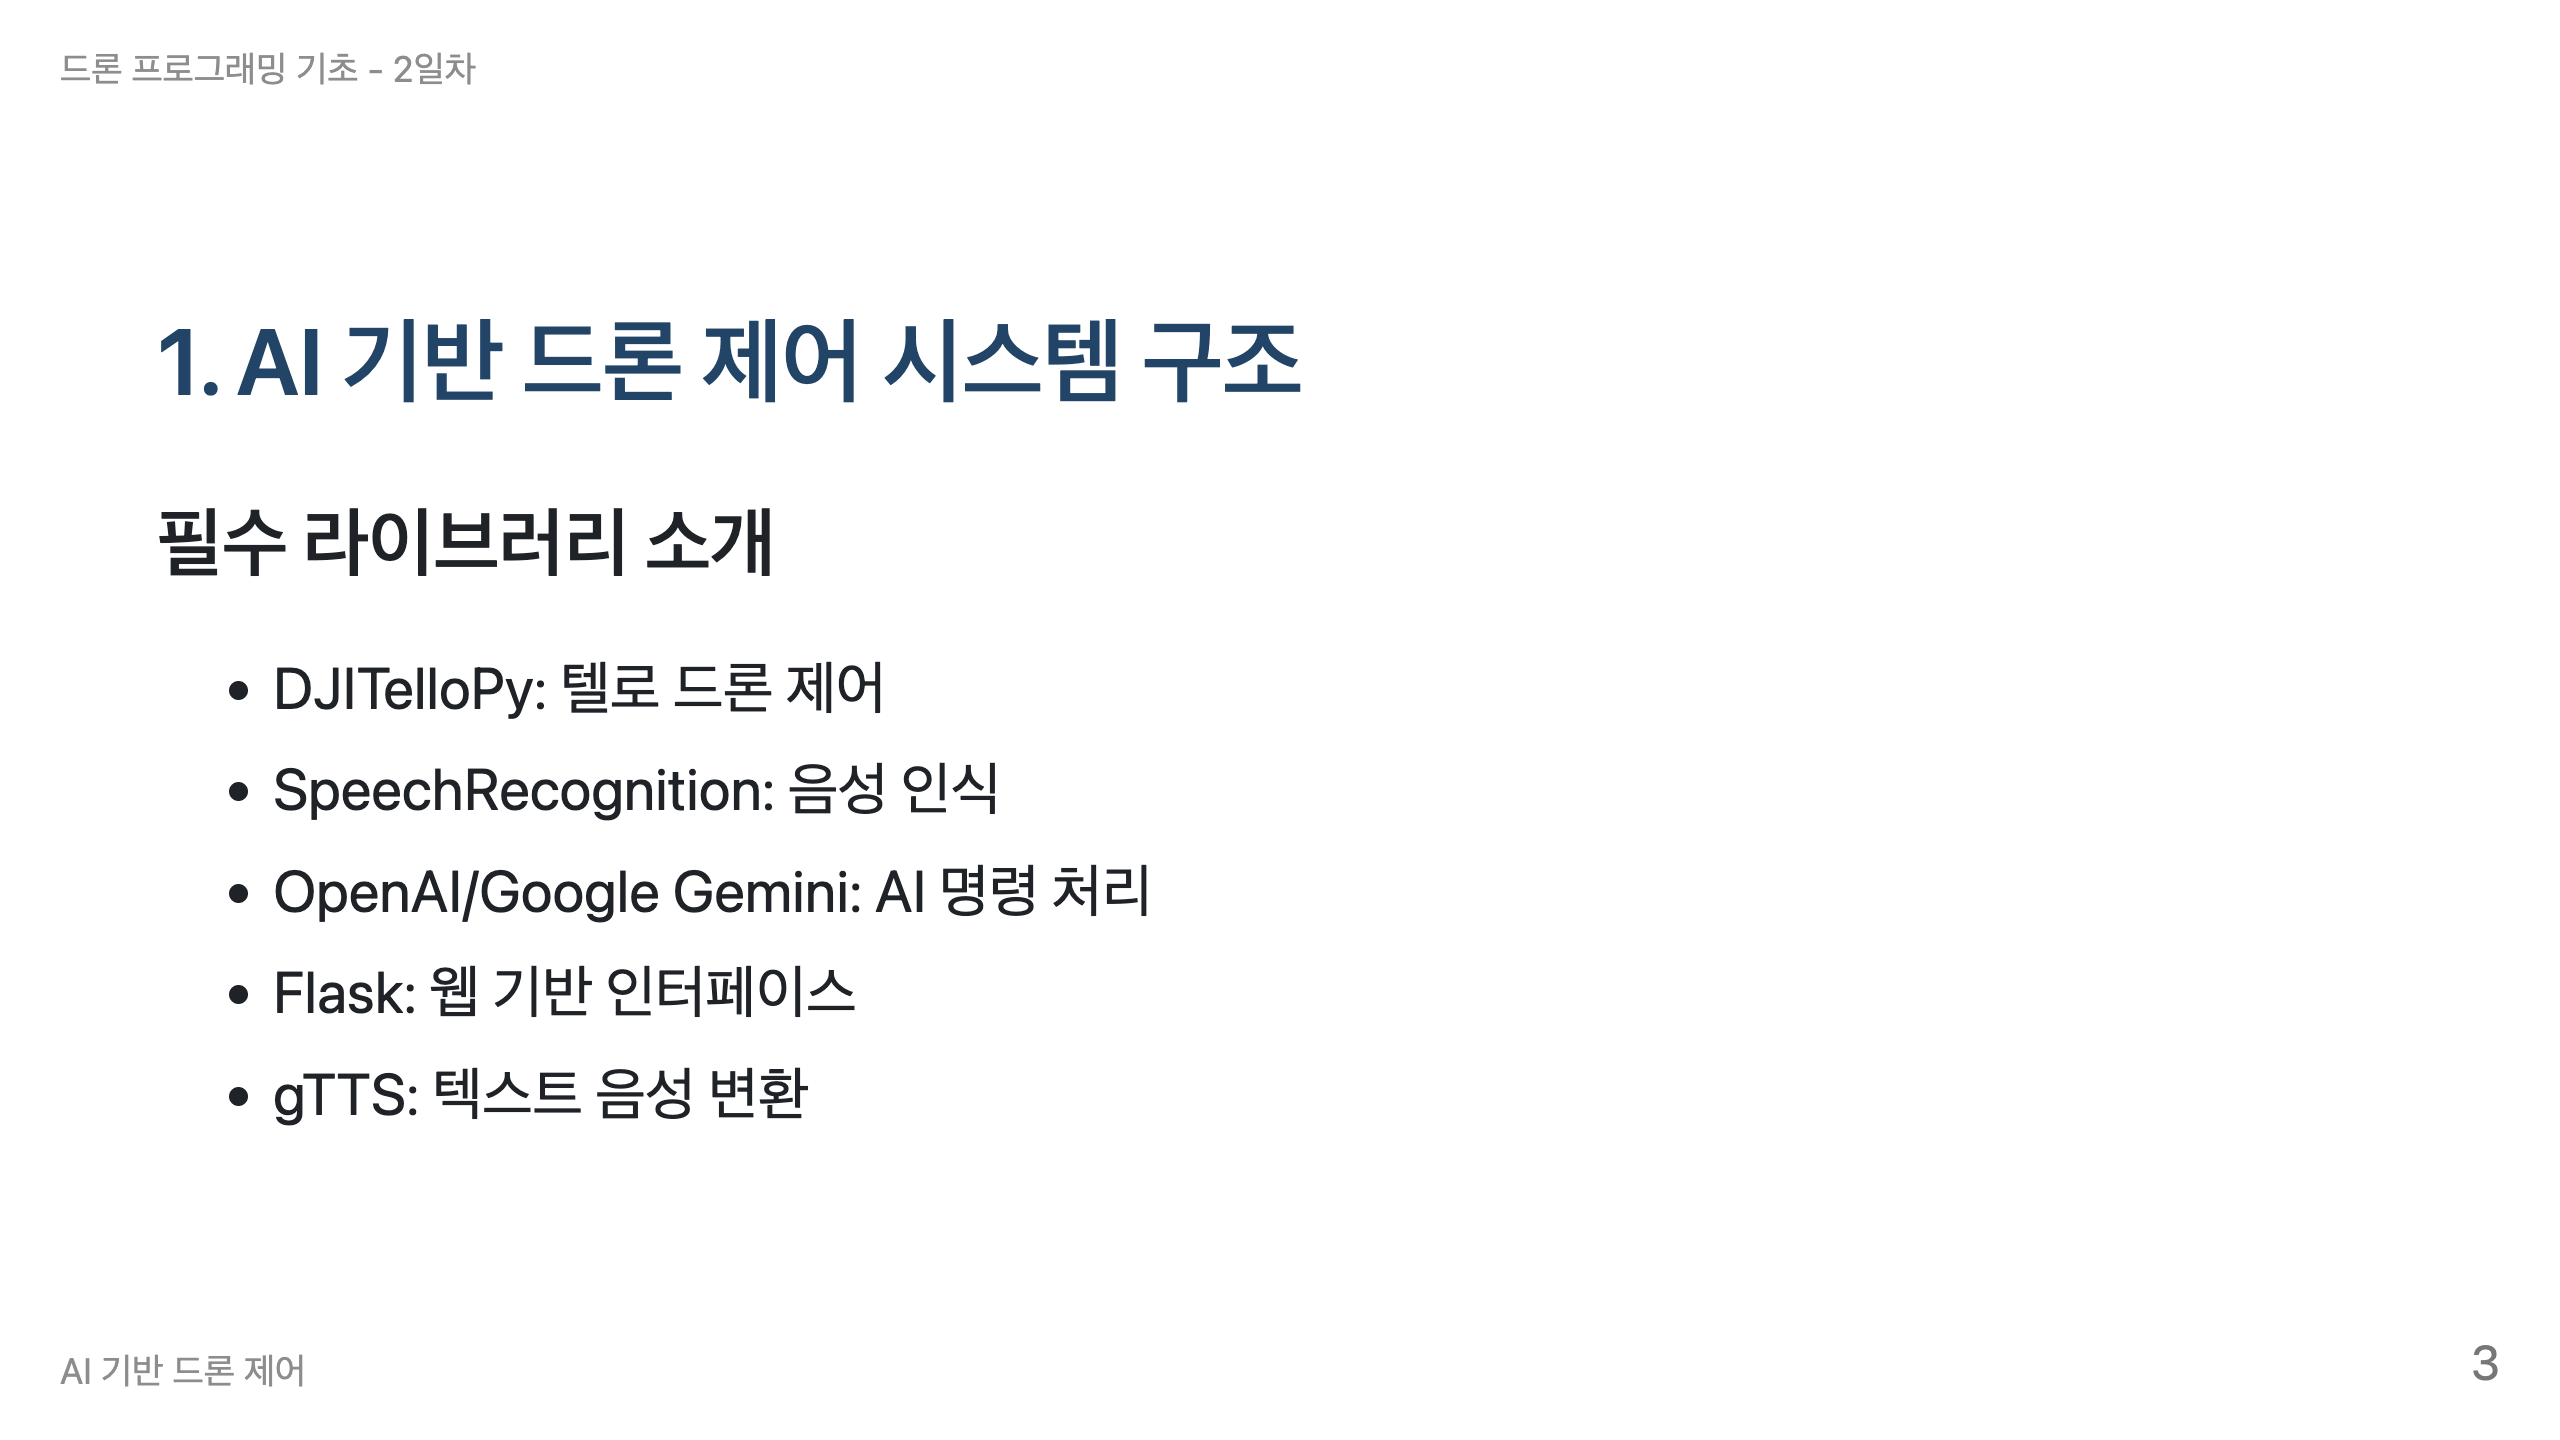 드론 프로그래밍 기초 - 2일차
1. AI 기반 드론 제어 시스템 구조
필수 라이브러리 소개
• DJITelloPy: 텔로 드론 제어
• SpeechRecognition: 음성 인식
• OpenAI/Google Gemini: AI 명령 처리
• Flask: 웹 기반 인터페이스
• gTTS: 텍스트 음성 변환
AI 기반 드론 제어
3